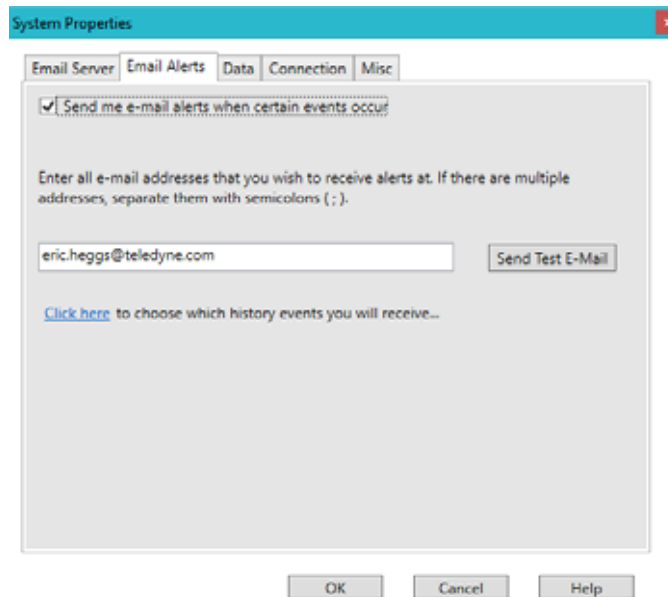 System Properties
Email Server Email Alerts Data Connection Misc
Send me e-mail alerts when certain events occur
Enter all e-mail addresses that you wish to receive alerts at. If there are multiple
addresses, separate them with semicolons ( ; ).
eric.heggs@teledyne.com Send Test E-Mail
Click here to choose which history events you will receive...
OK Cancel Help